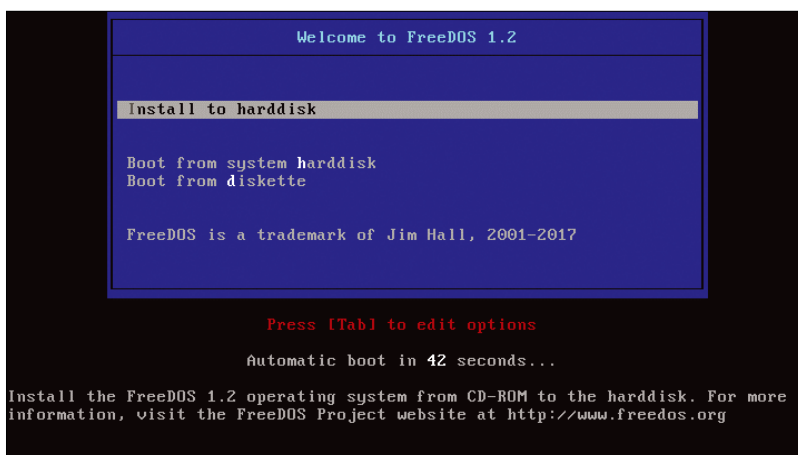 Welcome to FreeDOS 1.2
Install to harddisk
Boot from system harddisk
Boot from diskette
FreeDOS is a trademark of Jim Hall, 2001-2017
Press [Tab] to edit options
Automatic boot in 42 seconds...
Install the FreeDOS 1.2 operating system from CD-ROM to the harddisk. For more
information, visit the FreeDOS Project website at http://www.freedos.org